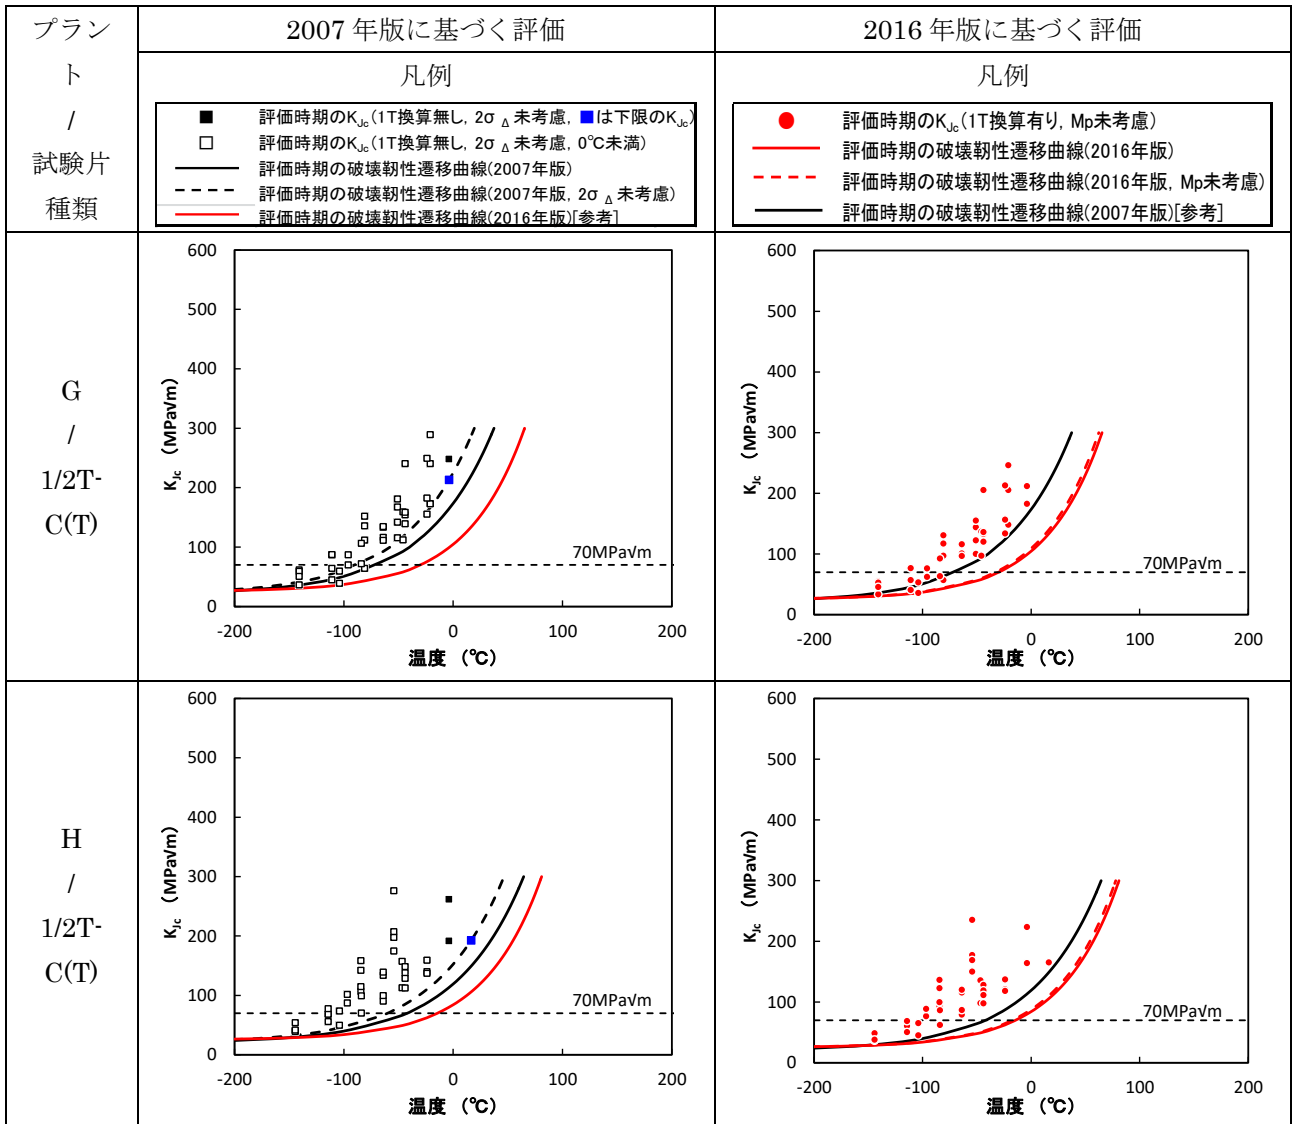 プラン
ト
/
試験片
種類
2007 年版に基づく評価
2016 年版に基づく評価
凡例
評価時期のKJc(1T換算無し, 2σΔ未考慮, ■は下限のKJc)
評価時期のKJc(1T換算無し, 2σΔ未考慮, 0℃未満)
評価時期の破壊靭性遷移曲線(2007年版)
評価時期の破壊靭性遷移曲線(2007年版, 2σΔ未考慮)
評価時期の破壊靭性遷移曲線(2016年版)[参考]
凡例
評価時期のKJc(1T換算有り, Mp未考慮)
評価時期の破壊靭性遷移曲線(2016年版)
評価時期の破壊靭性遷移曲線(2016年版, Mp未考慮)
評価時期の破壊靭性遷移曲線(2007年版)[参考]
G
/
1/2T-
C(T)
600
500
400
300
200
100
0
KJc (MPa√m)
70MPa√m
-200 -100 0 100 200
温度 (℃)
600
500
400
300
200
100
0
KJc (MPa√m)
70MPa√m
-200 -100 0 100 200
温度 (℃)
H
/
1/2T-
C(T)
600
500
400
300
200
100
0
KJc (MPa√m)
70MPa√m
-200 -100 0 100 200
温度 (℃)
600
500
400
300
200
100
0
KJc (MPa√m)
70MPa√m
-200 -100 0 100 200
温度 (℃)